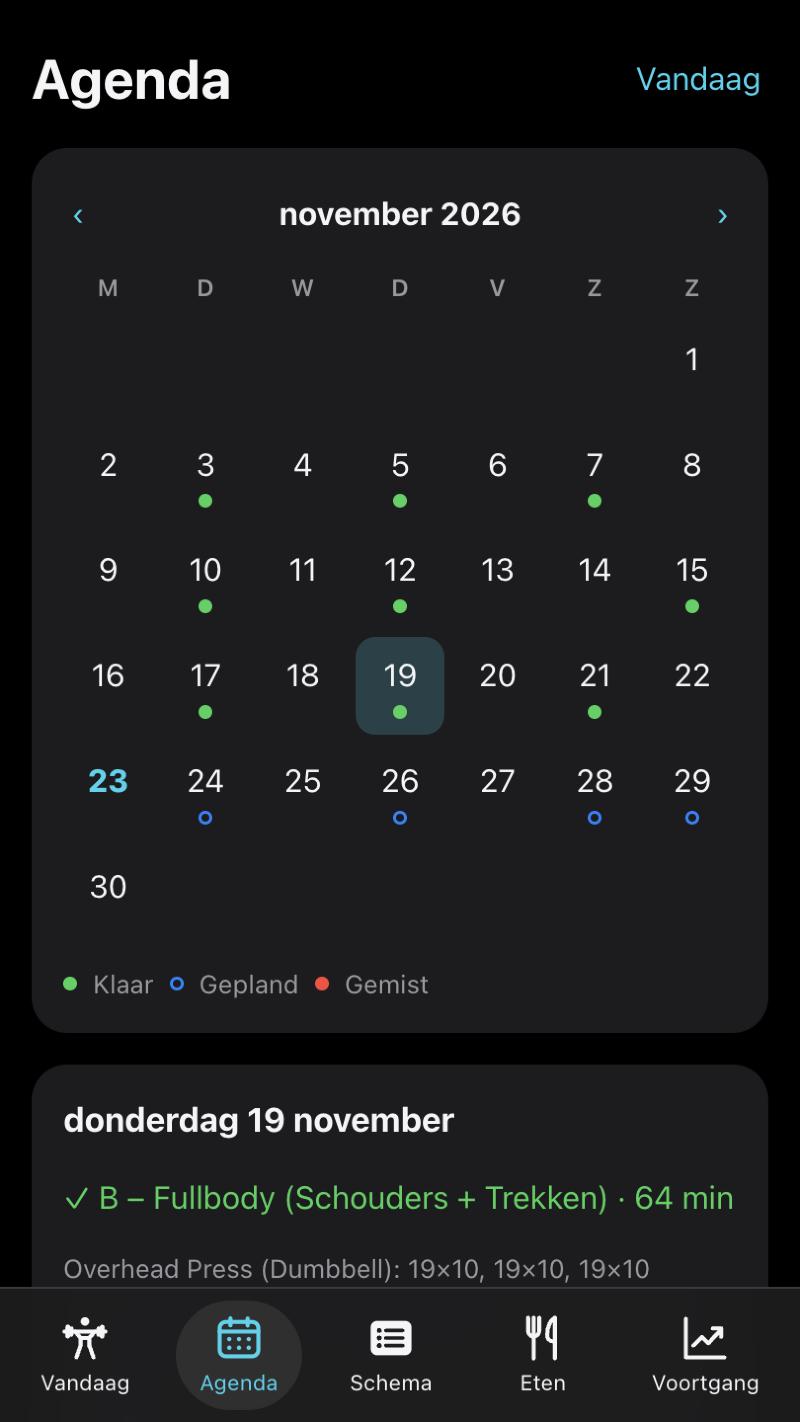 Agenda Vandaag
‹ november 2026 ›
M D W D V Z Z
1
2 3 4 5 6 7 8
9 10 11 12 13 14 15
16 17 18 19 20 21 22
23 24 25 26 27 28 29
30
Klaar Gepland Gemist
donderdag 19 november
✓ B – Fullbody (Schouders + Trekken) · 64 min
Overhead Press (Dumbbell): 19×10, 19×10, 19×10
Vandaag Agenda Schema Eten Voortgang